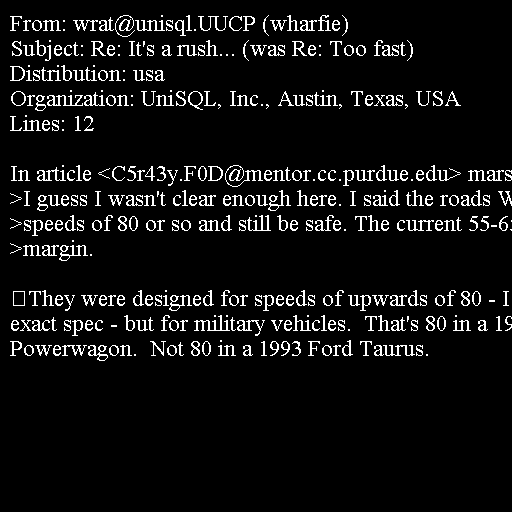 From: wrat@unisql.UUCP (wharfie)
Subject: Re: It's a rush... (was Re: Too fast)
Distribution: usa
Organization: UniSQL, Inc., Austin, Texas, USA
Lines: 12

In article <C5r43y.F0D@mentor.cc.purdue.edu> mars
>I guess I wasn't clear enough here. I said the roads W
>speeds of 80 or so and still be safe. The current 55-6
>margin.

They were designed for speeds of upwards of 80 - I
exact spec - but for military vehicles.  That's 80 in a 19
Powerwagon.  Not 80 in a 1993 Ford Taurus.